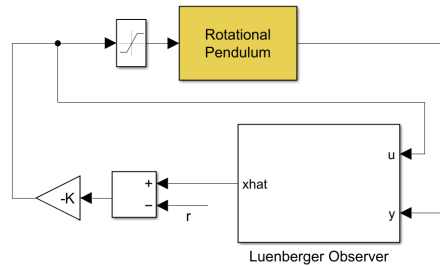 Rotational
Pendulum
u
-K
+
xhat
−
r
y
Luenberger Observer